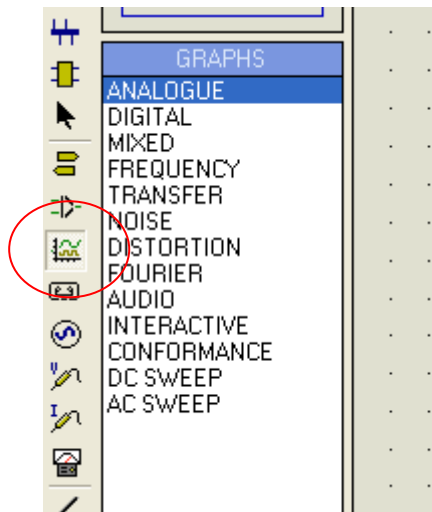 GRAPHS
ANALOGUE
DIGITAL
MIXED
FREQUENCY
TRANSFER
NOISE
DISTORTION
FOURIER
AUDIO
INTERACTIVE
CONFORMANCE
DC SWEEP
AC SWEEP
V
I